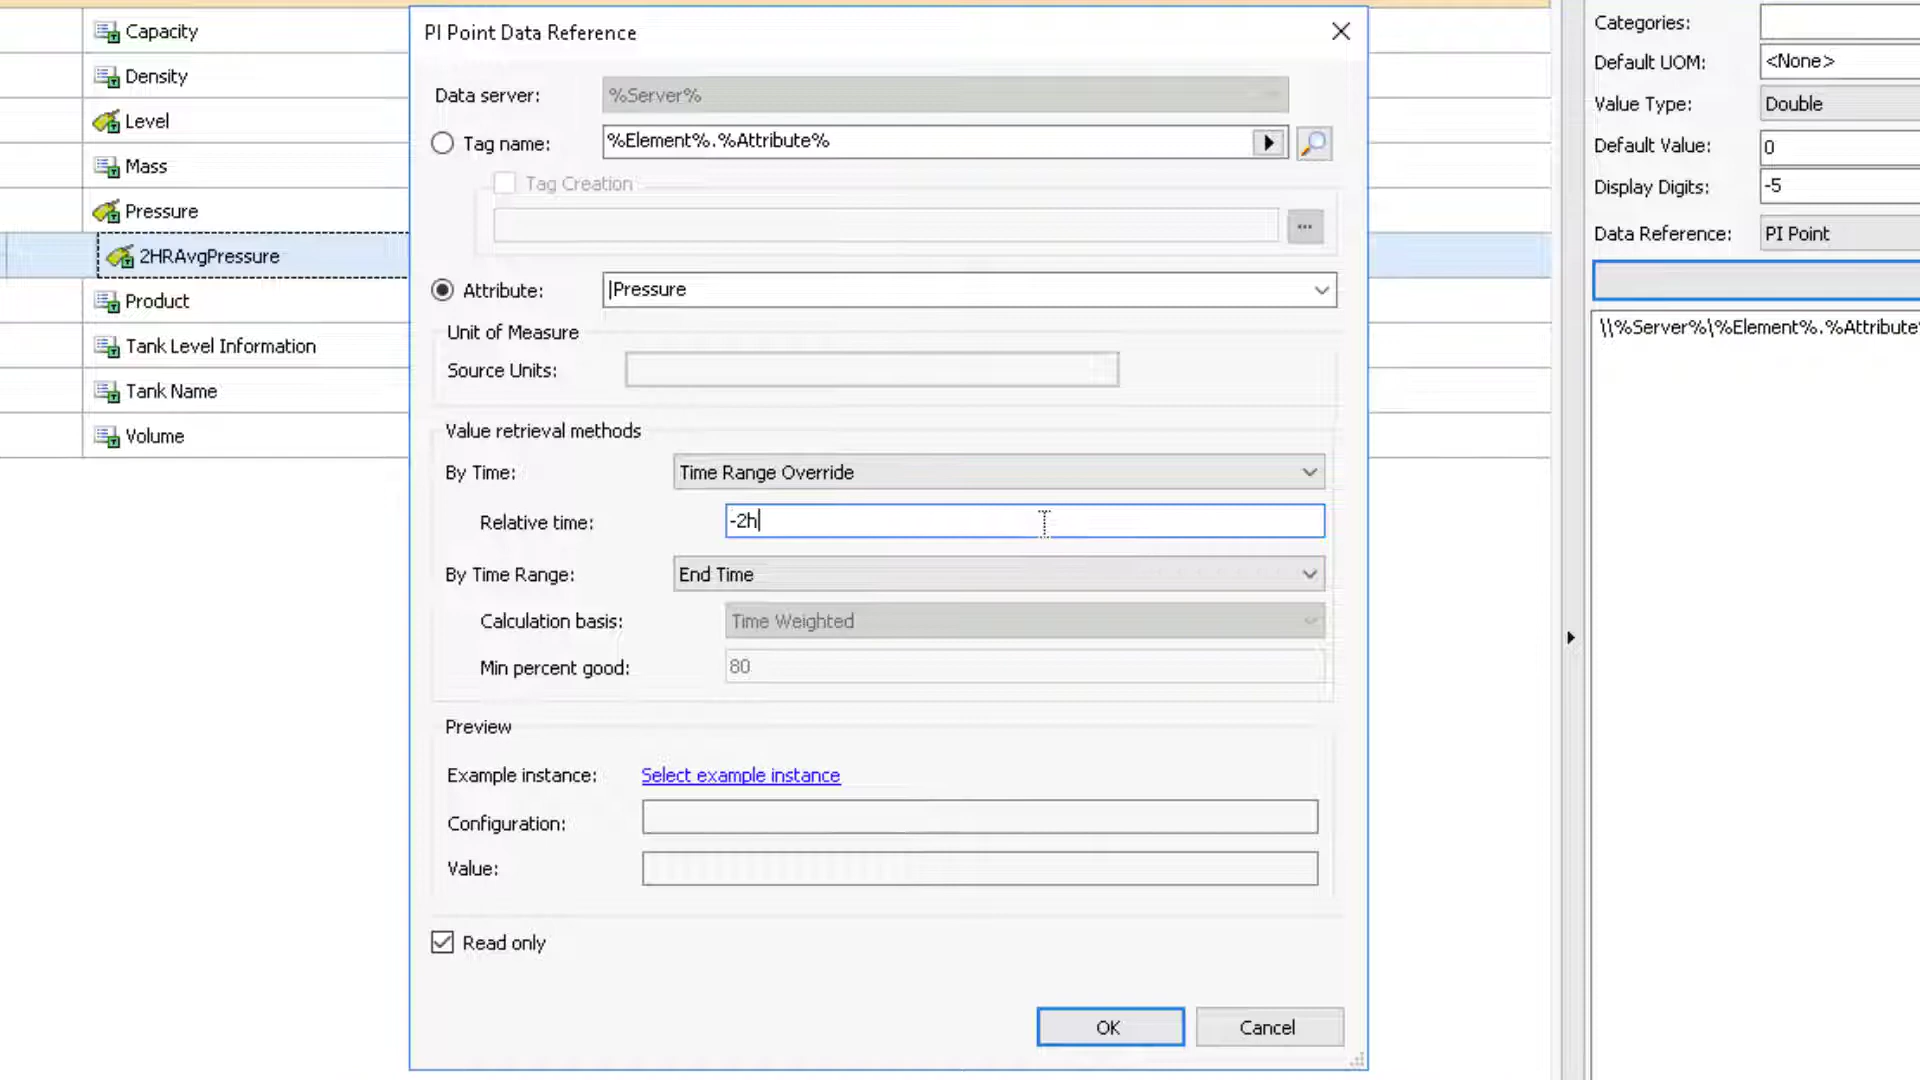 Capacity
Density
Level
Mass
Pressure
2HRAvgPressure
Product
Tank Level Information
Tank Name
Volume
PI Point Data Reference
Data server: %Server%
Tag name: %Element%.%Attribute%
Tag Creation
...
Attribute: |Pressure
Unit of Measure
Source Units:
Value retrieval methods
By Time: Time Range Override
Relative time: -2h
By Time Range: End Time
Calculation basis: Time Weighted
Min percent good: 80
Preview
Example instance: Select example instance
Configuration:
Value:
Read only
OK Cancel
Categories:
Default UOM: <None>
Value Type: Double
Default Value: 0
Display Digits: -5
Data Reference: PI Point
\\%Server%\%Element%.%Attribute